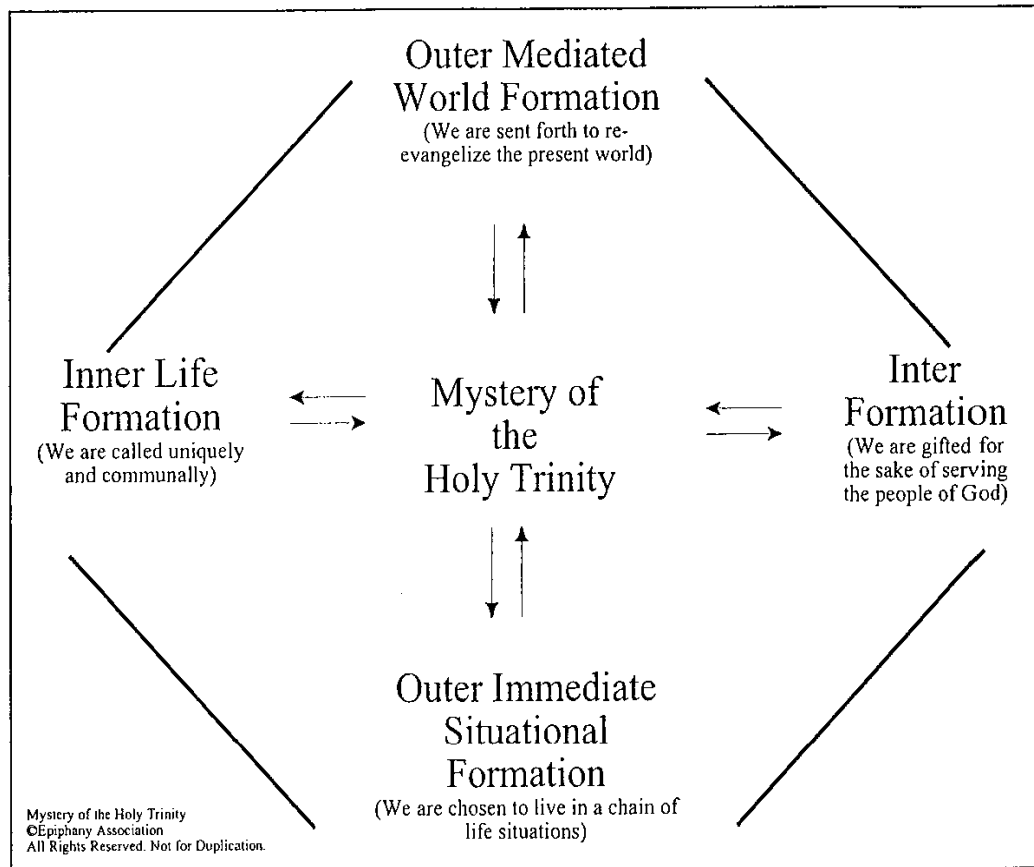 Outer Mediated
World Formation
(We are sent forth to re-
evangelize the present world)
Inner Life
Formation
(We are called uniquely
and communally)
Mystery of
the
Holy Trinity
Inter
Formation
(We are gifted for
the sake of serving
the people of God)
Outer Immediate
Situational
Formation
(We are chosen to live in a chain of
life situations)
Mystery of the Holy Trinity
©Epiphany Association
All Rights Reserved. Not for Duplication.